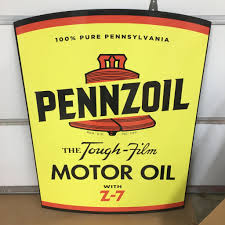 100% PURE PENNSYLVANIA
PENNZOIL
THE Tough-Film
MOTOR OIL
WITH
Z-7